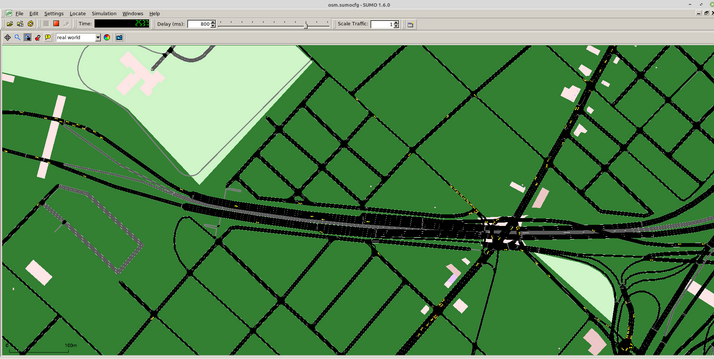 osm.sumocfg - SUMO 1.6.0
File Edit Settings Locate Simulation Windows Help
Time: Delay (ms): 800 Scale Traffic: 1
real world
0 100m